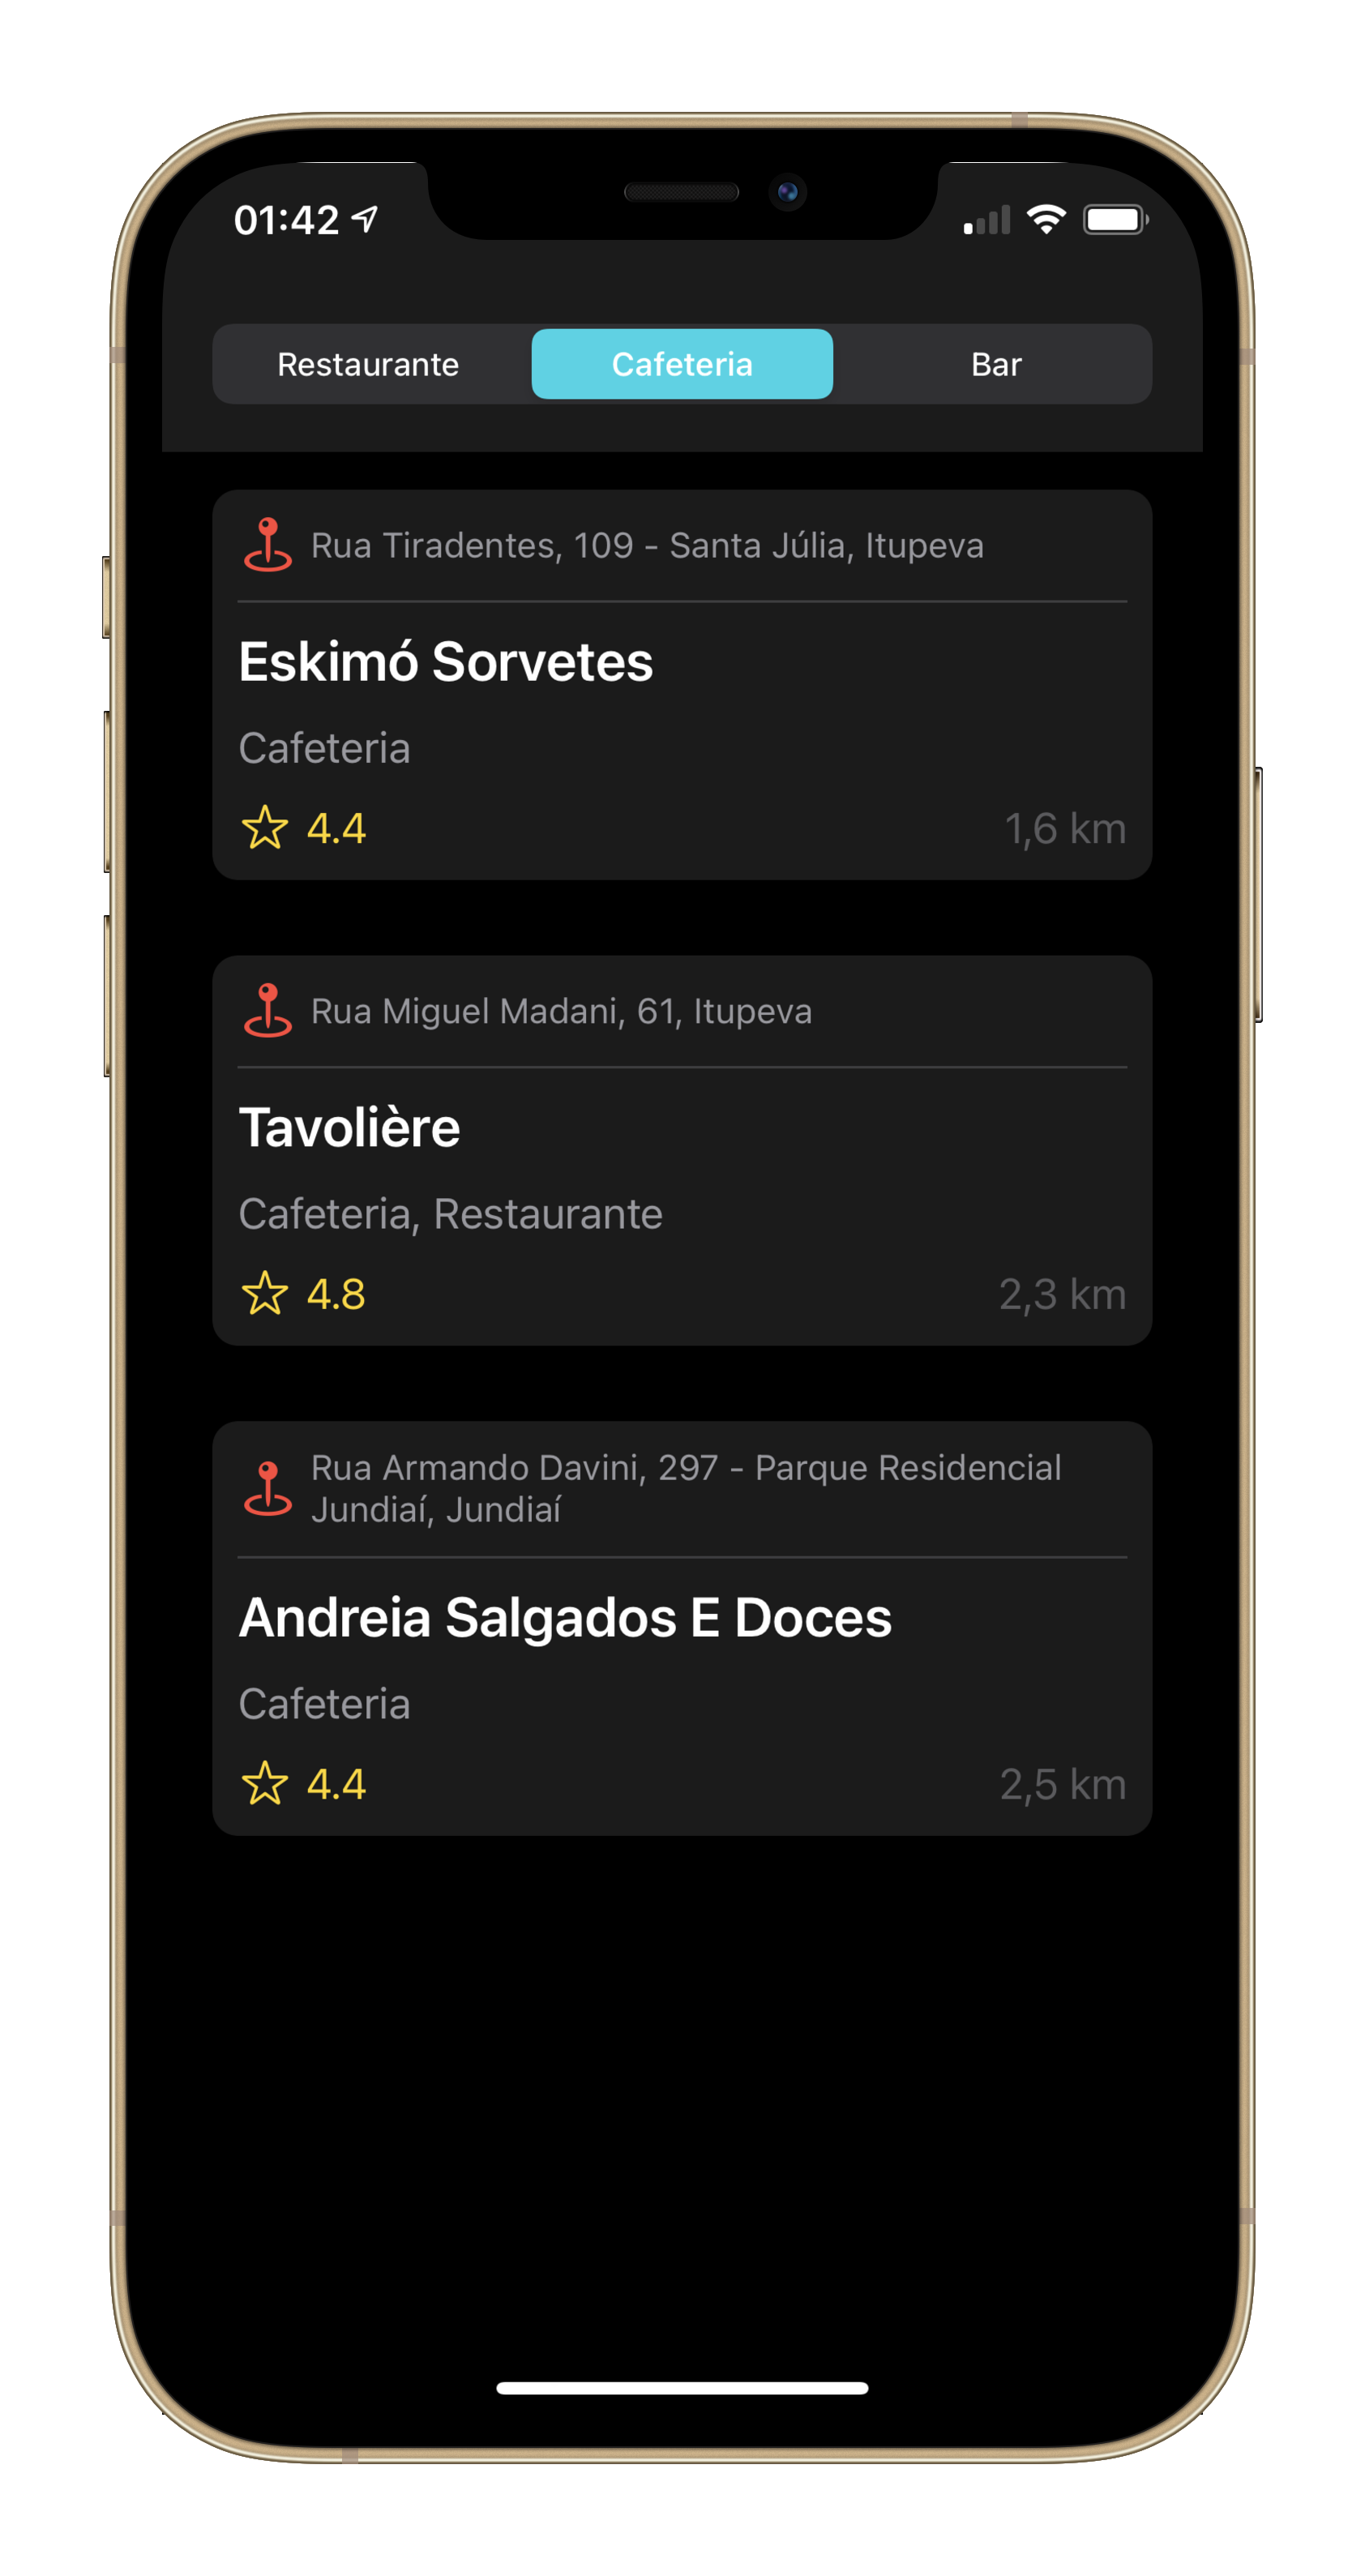 01:42
Restaurante Cafeteria Bar
Rua Tiradentes, 109 - Santa Júlia, Itupeva
Eskimó Sorvetes
Cafeteria
4.4 1,6 km
Rua Miguel Madani, 61, Itupeva
Tavolière
Cafeteria, Restaurante
4.8 2,3 km
Rua Armando Davini, 297 - Parque Residencial
Jundiaí, Jundiaí
Andreia Salgados E Doces
Cafeteria
4.4 2,5 km